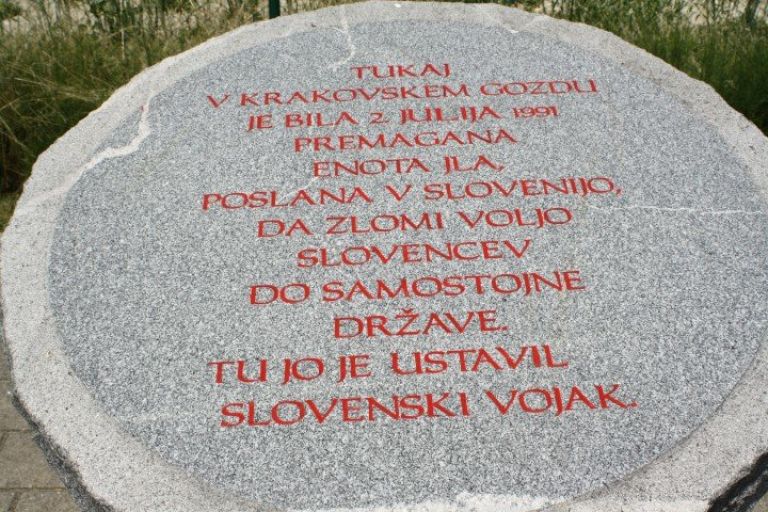 TUKAJ
V KRAKOVSKEM GOZDU
JE BILA 2. JULIJA 1991
PREMAGANA
ENOTA JLA,
POSLANA V SLOVENIJO,
DA ZLOMI VOLJO
SLOVENCEV
DO SAMOSTOJNE
DRŽAVE.
TU JO JE USTAVIL
SLOVENSKI VOJAK.